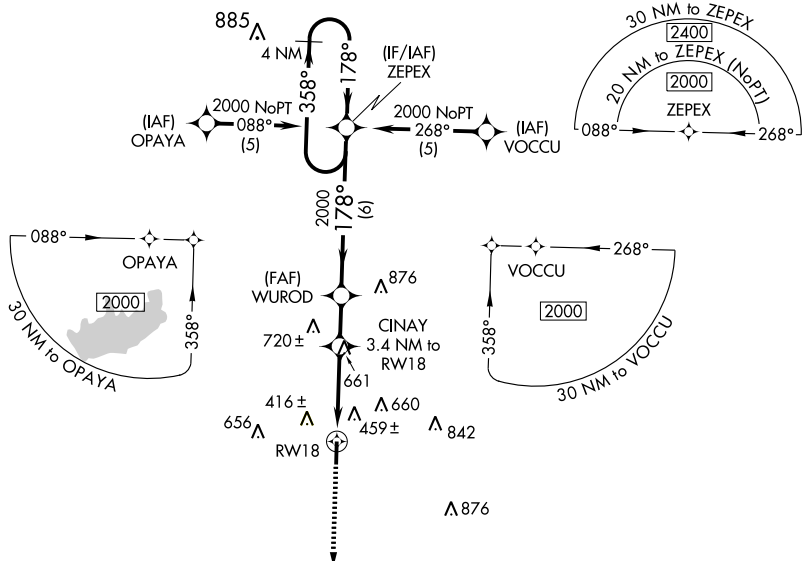 885
4 NM
358°
178°
(IF/IAF)
ZEPEX
2000 NoPT
088°
(5)
(IAF)
OPAYA
2000 NoPT
268°
(5)
(IAF)
VOCCU
30 NM to ZEPEX
2400
20 NM to ZEPEX (NoPT)
2000
ZEPEX
088°
268°
2000
178°
(6)
088°
OPAYA
2000
358°
30 NM to OPAYA
268°
VOCCU
2000
358°
30 NM to VOCCU
(FAF)
WUROD
876
720 ±
CINAY
3.4 NM to
RW18
661
416 ±
660
656
459 ±
842
RW18
876